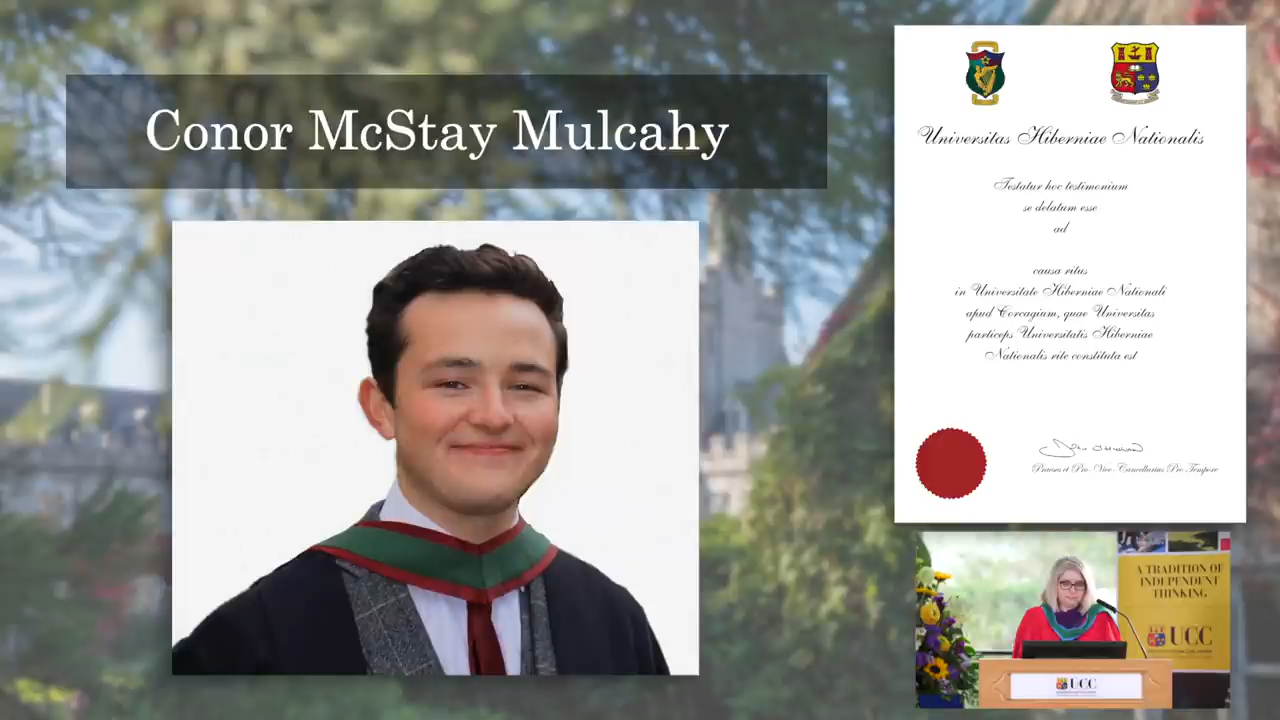 Conor McStay Mulcahy
Universitas Hiberniae Nationalis
Testatur hoc testimonium
se delatum esse
ad
causa ritus
in Universitate Hiberniae Nationali
apud Corcagium, quae Universitas
particeps Universitatis Hiberniae
Nationalis rite constituta est
Praeses et Pro-Vice-Cancellarius Pro Tempore
A TRADITION OF
INDEPENDENT
THINKING
UCC
UCC